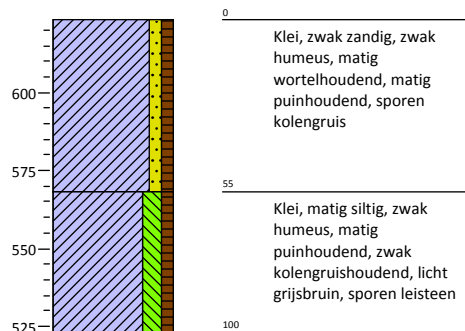 0
Klei, zwak zandig, zwak
humeus, matig
wortelhoudend, matig
puinhoudend, sporen
kolengruis
600
575
55
Klei, matig siltig, zwak
humeus, matig
puinhoudend, zwak
kolengruishoudend, licht
grijsbruin, sporen leisteen
550
525
100